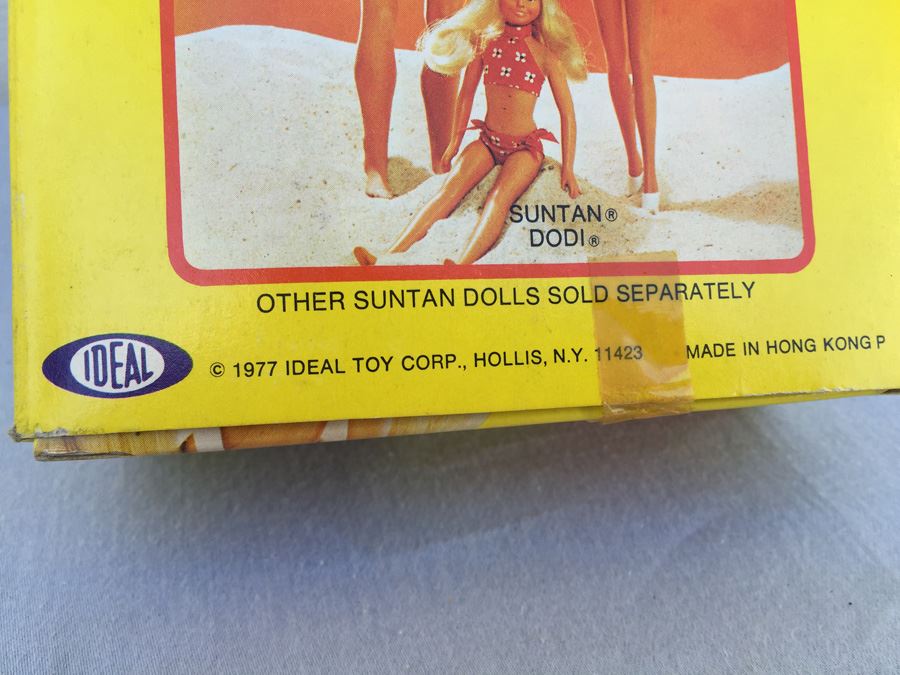 SUNTAN®
DODI®
OTHER SUNTAN DOLLS SOLD SEPARATELY
IDEAL
© 1977 IDEAL TOY CORP., HOLLIS, N.Y. 11423 MADE IN HONG KONG P